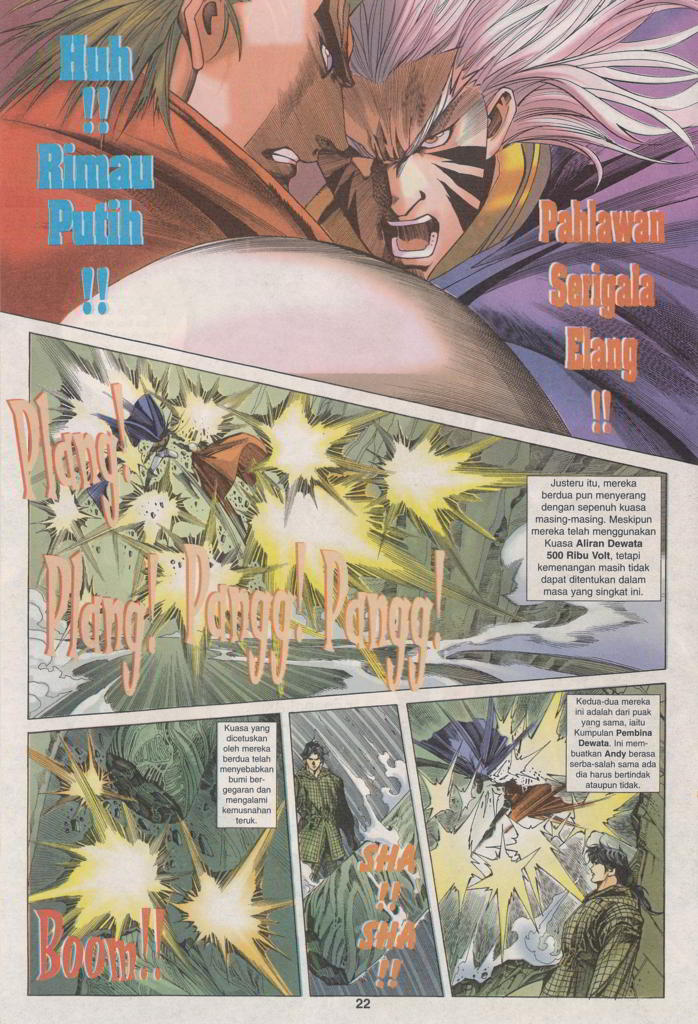 Huh
!!
Rimau
Putih
!!
Pahlawan
Serigala
Elang
!!
Plang!
Plang! Pangg! Pangg!
Justeru itu, mereka
berdua pun menyerang
dengan sepenuh kuasa
masing-masing. Meskipun
mereka telah menggunakan
Kuasa Aliran Dewata
500 Ribu Volt, tetapi
kemenangan masih tidak
dapat ditentukan dalam
masa yang singkat ini.
Kuasa yang
dicetuskan
oleh mereka
berdua telah
menyebabkan
bumi ber-
gegaran dan
mengalami
kemusnahan
teruk.
Boom!!
SHA
!!
SHA
!!
Kedua-dua mereka
ini adalah dari puak
yang sama, iaitu
Kumpulan Pembina
Dewata. Ini mem-
buatkan Andy berasa
serba-salah sama ada
dia harus bertindak
ataupun tidak.
22